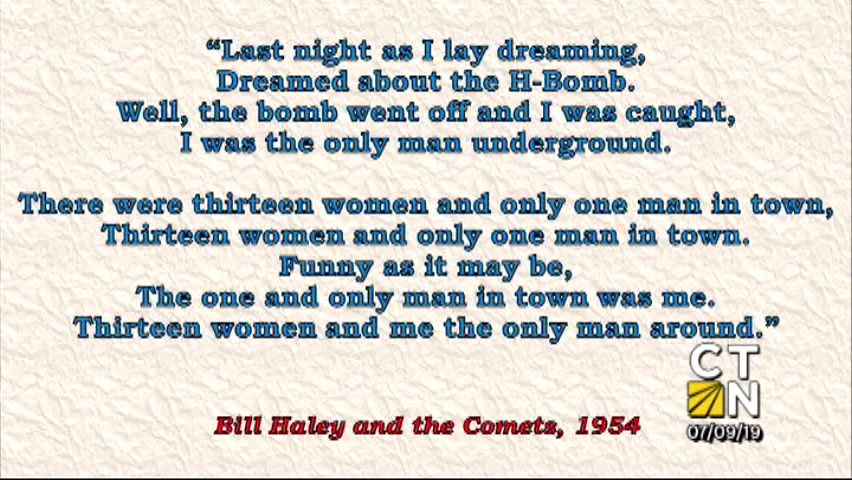 “Last night as I lay dreaming,
Dreamed about the H-Bomb.
Well, the bomb went off and I was caught,
I was the only man underground.
There were thirteen women and only one man in town,
Thirteen women and only one man in town.
Funny as it may be,
The one and only man in town was me.
Thirteen women and me the only man around.”
Bill Haley and the Comets, 1954
CT
N
07/09/19